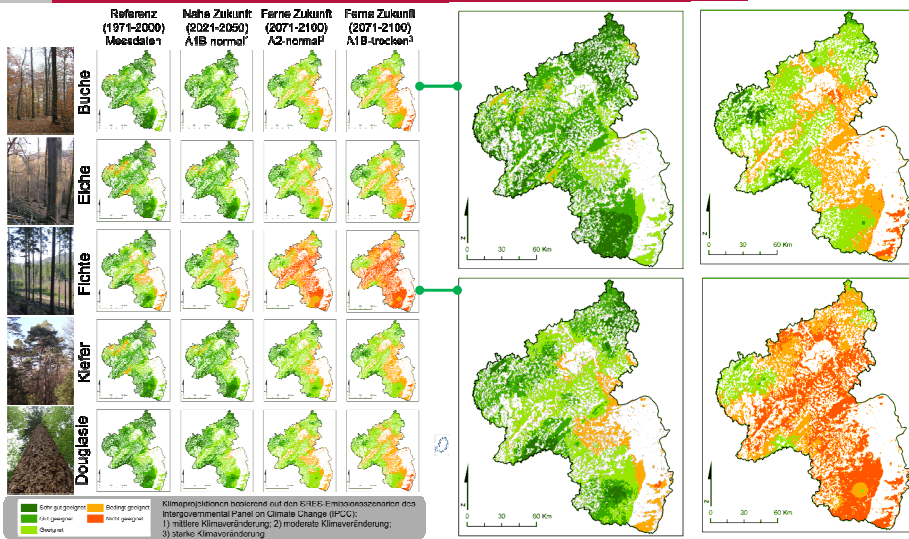 Referenz
(1971-2000)
Messdaten
Nahe Zukunft
(2021-2050)
A1B-normal¹
Ferne Zukunft
(2071-2100)
A2-normal²
Ferne Zukunft
(2071-2100)
A1B-trocken³
Buche
Eiche
Fichte
Kiefer
Douglasie
N
0 30 60 Km
N
0 30 60 Km
N
0 30 60 Km
N
0 30 60 Km
Sehr gut geeignet
Gut geeignet
Geeignet
Bedingt geeignet
Nicht geeignet
Klimaprojektionen basierend auf den SRES-Emissionsszenarien des
Intergovernmental Panel on Climate Change (IPCC):
1) mittlere Klimaveränderung; 2) moderate Klimaveränderung;
3) starke Klimaveränderung